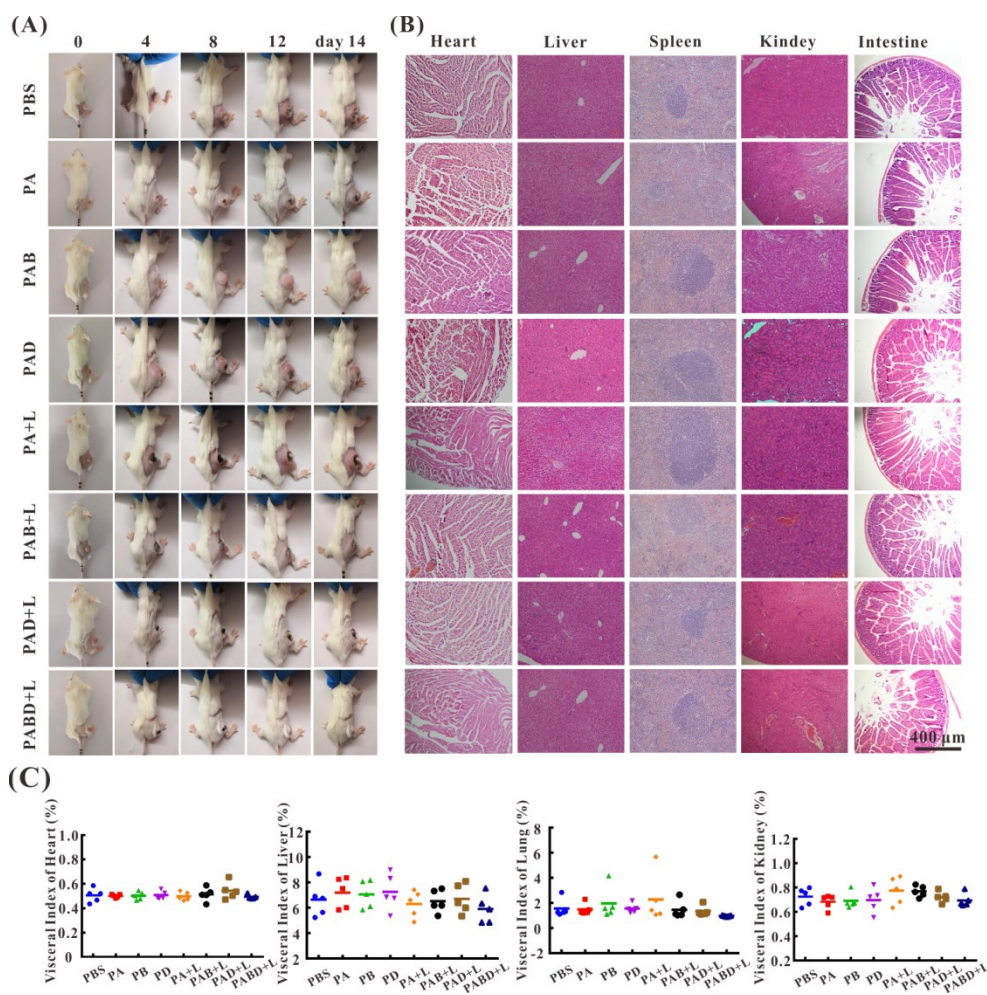 (A)
0 4 8 12 day 14
PBS
PA
PAB
PAD
PA+L
PAB+L
PAD+L
PABD+L
(B)
Heart Liver Spleen Kindey Intestine
400 μm
(C)
Visceral Index of Heart (%)
1.0
0.8
0.6
0.4
0.2
0
PBS PA PB PD PA+L PAB+L PAD+L PABD+L
Visceral Index of Liver (%)
12
10
8
6
4
2
PBS PA PB PD PA+L PAB+L PAD+L PABD+L
Visceral Index of Lung (%)
8
6
4
2
0
-2
PBS PA PB PD PA+L PAB+L PAD+L PABD+L
Visceral Index of Kidney (%)
1.2
1.0
0.8
0.6
0.4
0.2
PBS PA PB PD PA+L PAB+L PAD+L PABD+L